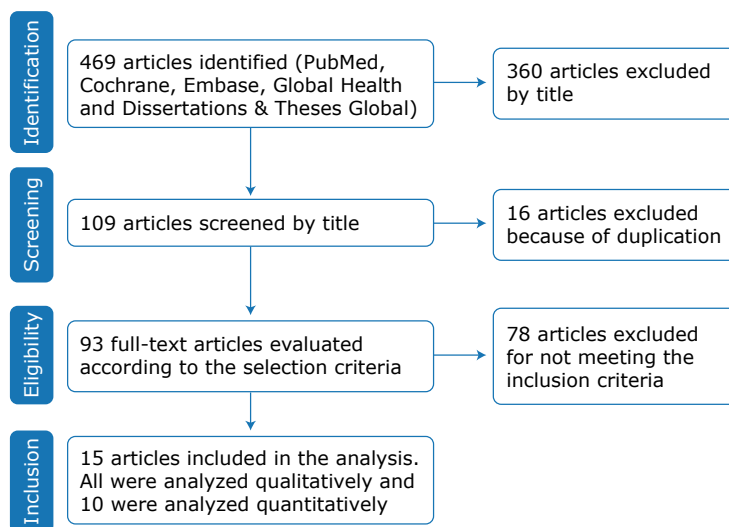 Identification
469 articles identified (PubMed,
Cochrane, Embase, Global Health
and Dissertations & Theses Global)
360 articles excluded
by title
Screening
109 articles screened by title
16 articles excluded
because of duplication
Eligibility
93 full-text articles evaluated
according to the selection criteria
78 articles excluded
for not meeting the
inclusion criteria
Inclusion
15 articles included in the analysis.
All were analyzed qualitatively and
10 were analyzed quantitatively